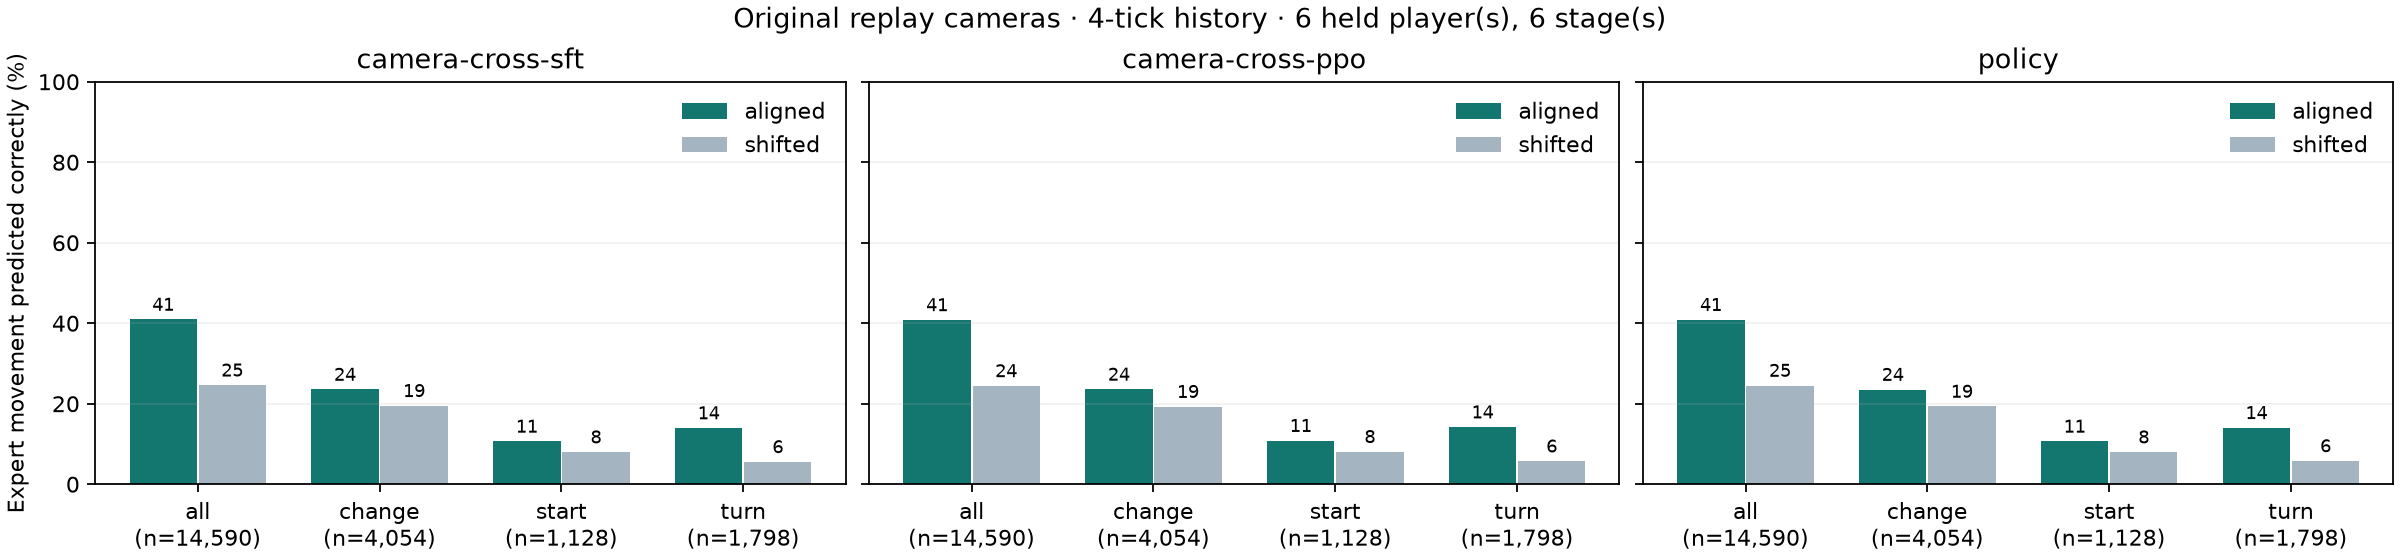 Original replay cameras · 4-tick history · 6 held player(s), 6 stage(s)
Expert movement predicted correctly (%)
camera-cross-sft
100
80
60
40
20
0
aligned
shifted
41
25
24
19
11
8
14
6
all
(n=14,590)
change
(n=4,054)
start
(n=1,128)
turn
(n=1,798)
camera-cross-ppo
aligned
shifted
41
24
24
19
11
8
14
6
all
(n=14,590)
change
(n=4,054)
start
(n=1,128)
turn
(n=1,798)
policy
aligned
shifted
41
25
24
19
11
8
14
6
all
(n=14,590)
change
(n=4,054)
start
(n=1,128)
turn
(n=1,798)